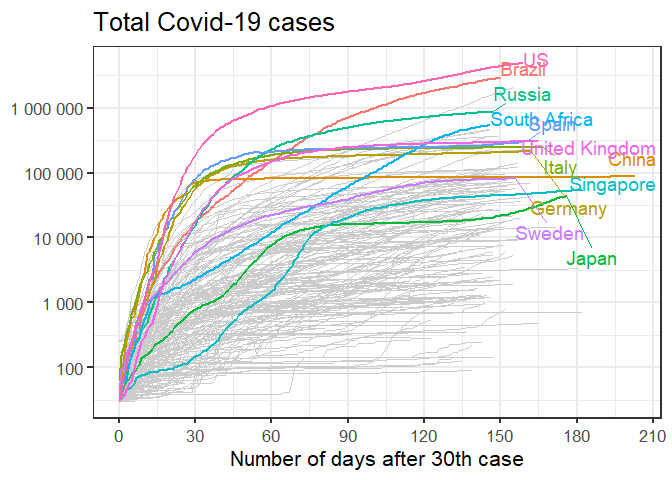 Total Covid-19 cases
US
Brazil
Russia
South Africa
Spain
United Kingdom
China
Italy
Singapore
Germany
Sweden
Japan
1 000 000
100 000
10 000
1 000
100
0 30 60 90 120 150 180 210
Number of days after 30th case